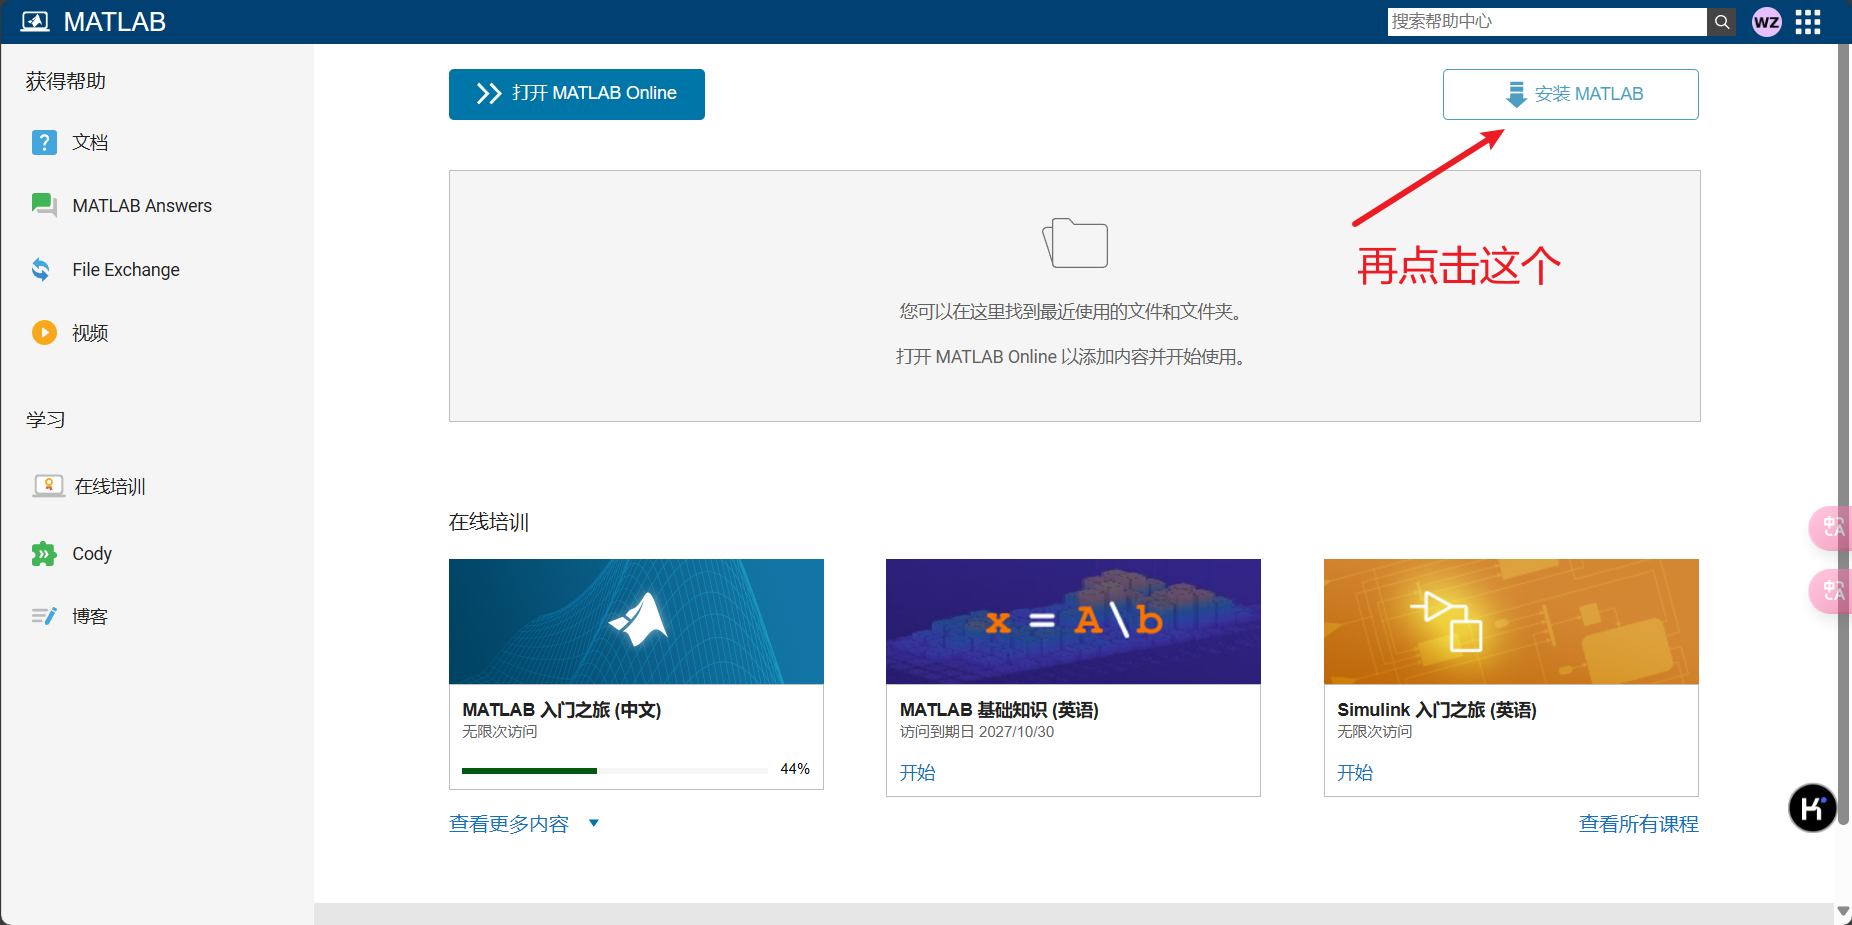 MATLAB
搜索帮助中心
WZ
获得帮助
文档
MATLAB Answers
File Exchange
视频
学习
在线培训
Cody
博客
打开 MATLAB Online
安装 MATLAB
再点击这个
您可以在这里找到最近使用的文件和文件夹。
打开 MATLAB Online 以添加内容并开始使用。
在线培训
x = A\b
MATLAB 入门之旅 (中文)
无限次访问
44%
MATLAB 基础知识 (英语)
访问到期日 2027/10/30
开始
Simulink 入门之旅 (英语)
无限次访问
开始
查看更多内容
查看所有课程
中A
中A
K